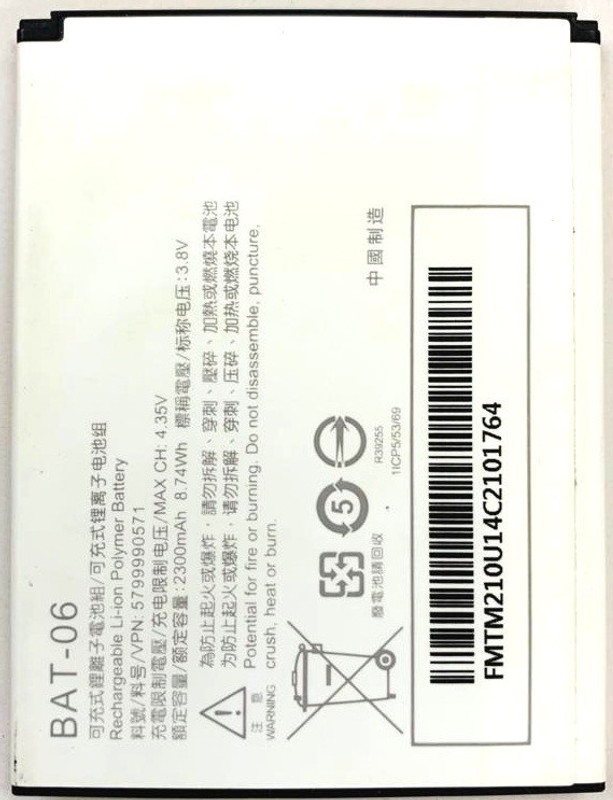 BAT-06
可充式鋰離子電池組/可充式锂离子电池组
Rechargeable Li-ion Polymer Battery
料號/料号/VPN: 5799990571
充電限制電壓/充电限制电压/MAX CH: 4.35V
額定容量/额定容量:2300mAh 8.74Wh 標稱電壓/标称电压:3.8V
注意
WARNING
為防止起火或爆炸，請勿拆解、穿刺、壓碎、加熱或燃燒本電池
为防止起火或爆炸，请勿拆解、穿刺、压碎、加热或燃烧本电池
Potential for fire or burning. Do not disassemble, puncture,
crush, heat or burn.
5
廢電池請回收
R39255
1ICP5/53/69
中國制造
FMTM210U14C2101764